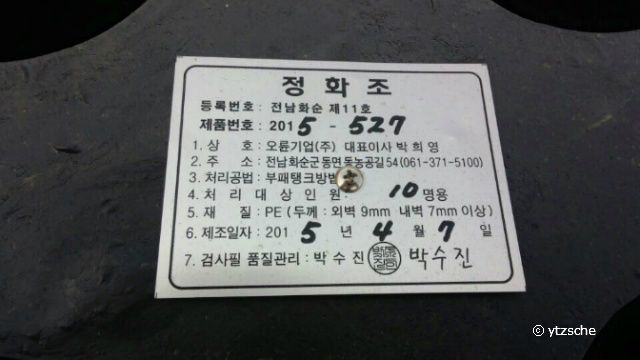 정화조
등록번호 : 전남화순 제11호
제품번호 : 2015 - 527
1. 상 호 : 오륜기업(주) 대표이사 박 희 영
2. 주 소 : 전남화순군동면동농공길54(061-371-5100)
3. 처리공법 : 부패탱크방법
4. 처 리 대 상 인 원 : 10 명용
5. 재 질 : PE (두께 : 외벽 9mm 내벽 7mm 이상)
6. 제조일자 : 2015 년 4 월 7 일
7. 검사필 품질관리 : 박 수 진 박수진
© ytzsche